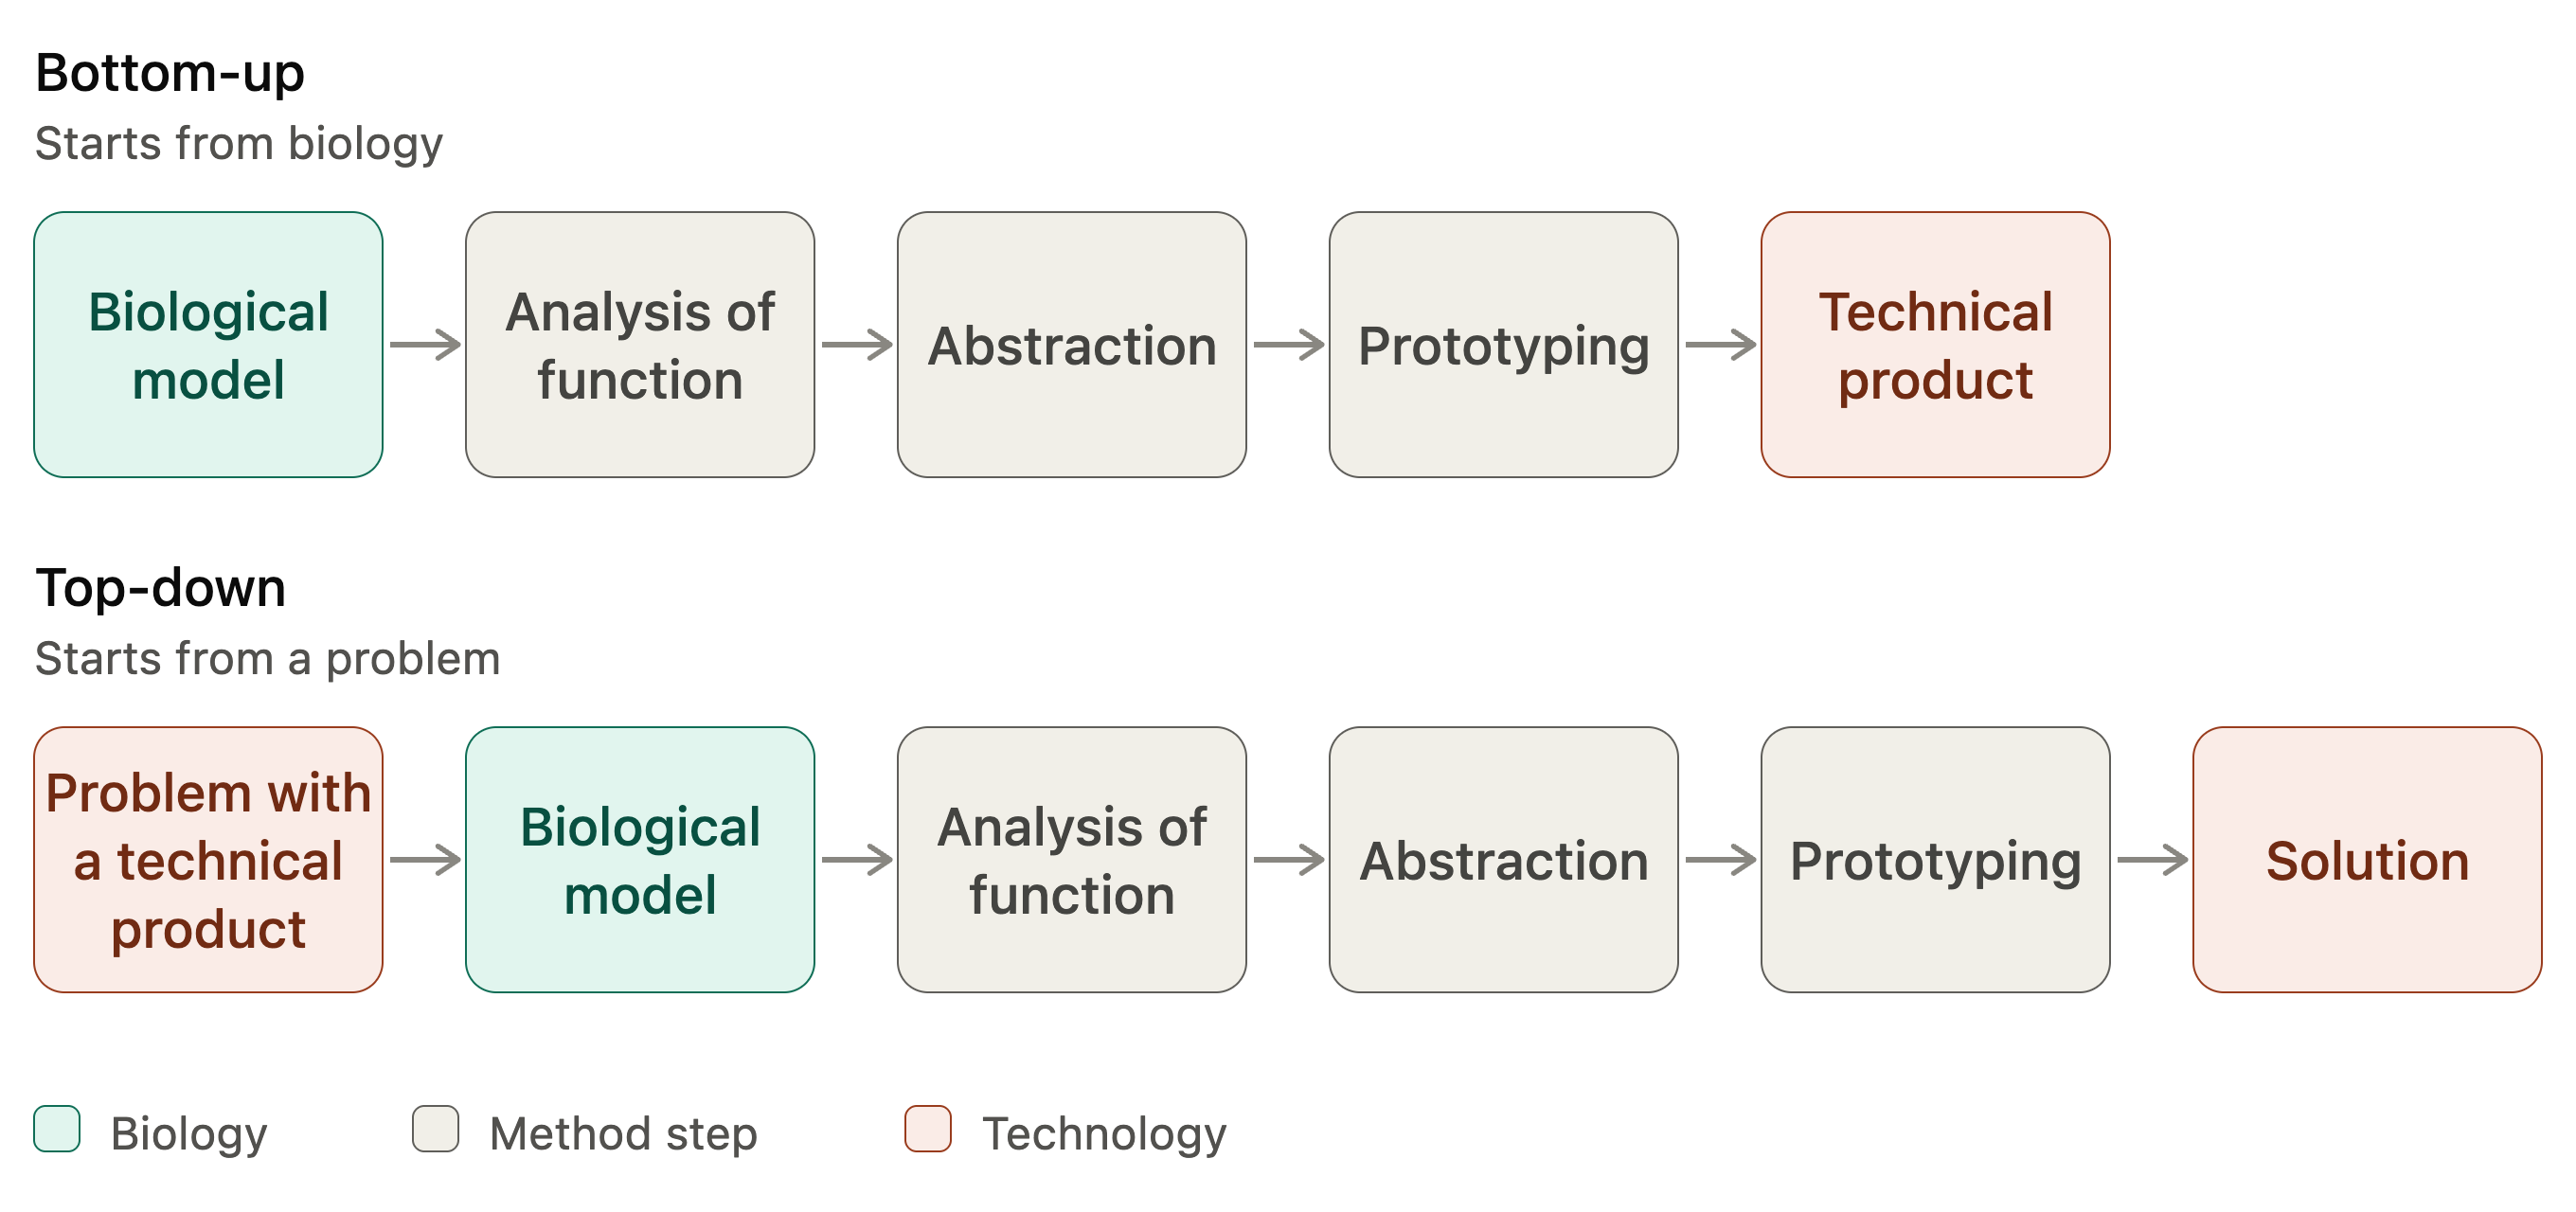 Bottom-up
Starts from biology
Biological
model
Analysis of
function
Abstraction
Prototyping
Technical
product
Top-down
Starts from a problem
Problem with
a technical
product
Biological
model
Analysis of
function
Abstraction
Prototyping
Solution
Biology
Method step
Technology